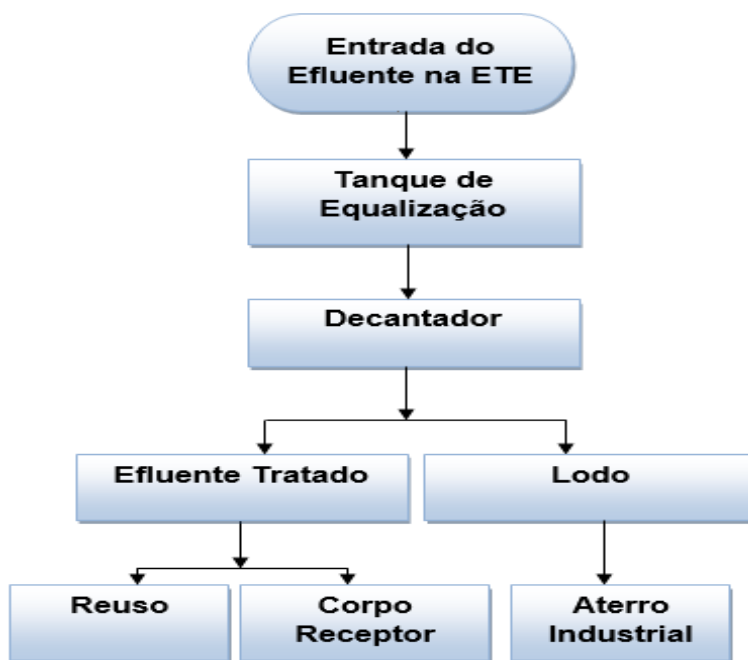 Entrada do
Efluente na ETE
Tanque de
Equalização
Decantador
Efluente Tratado
Lodo
Reuso
Corpo
Receptor
Aterro
Industrial